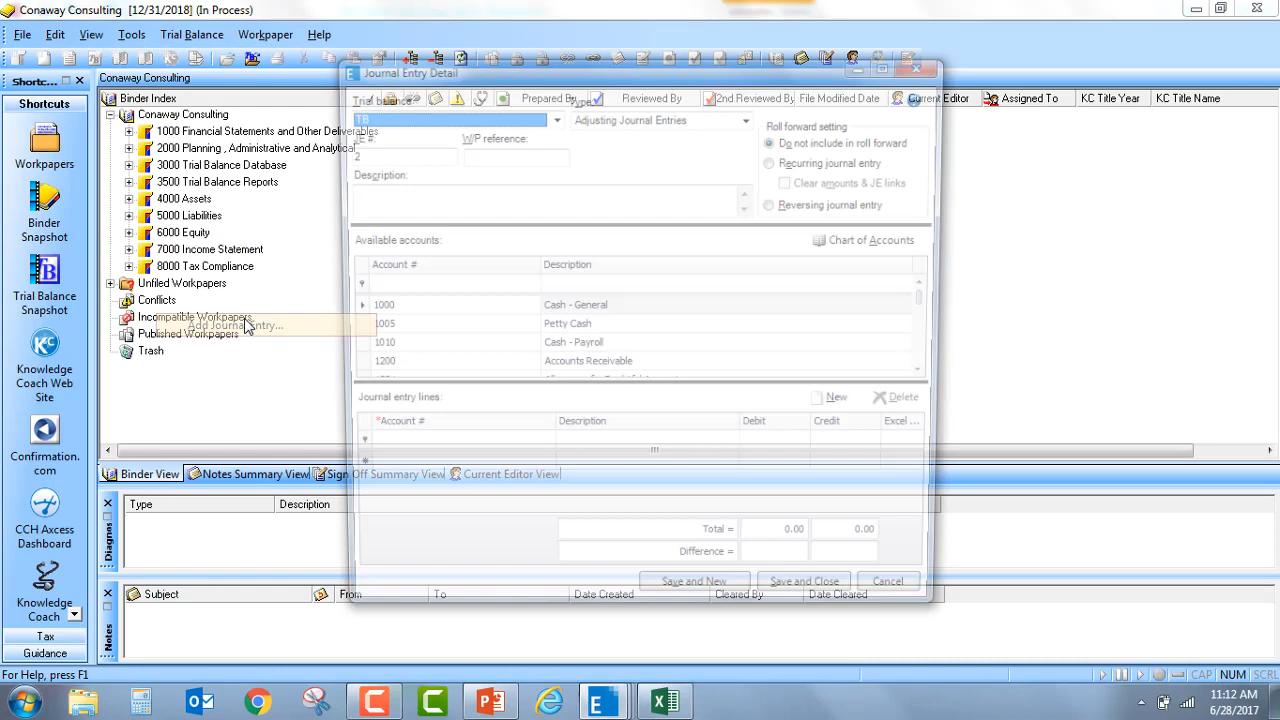 Conaway Consulting [12/31/2018] (In Process)
File Edit View Tools Trial Balance Workpaper Help
Shortc...
Conaway Consulting
Shortcuts
Workpapers
Binder
Snapshot
Trial Balance
Snapshot
Knowledge
Coach Web
Site
Confirmation.
com
CCH Axcess
Dashboard
Knowledge
Coach
Tax
Guidance
Binder Index
Prepared By
Reviewed By
2nd Reviewed By
File Modified Date
Current Editor
Assigned To
KC Title Year
KC Title Name
Conaway Consulting
1000 Financial Statements and Other Deliverables
2000 Planning , Administrative and Analytical
3000 Trial Balance Database
3500 Trial Balance Reports
4000 Assets
5000 Liabilities
6000 Equity
7000 Income Statement
8000 Tax Compliance
Unfiled Workpapers
Conflicts
Incompatible Workpapers
Add Journal Entry...
Published Workpapers
Trash
Journal Entry Detail
Trial balance:
Type:
TB
Adjusting Journal Entries
JE #:
W/P reference:
2
Description:
Roll forward setting
Do not include in roll forward
Recurring journal entry
Clear amounts & JE links
Reversing journal entry
Available accounts:
Chart of Accounts
Account # Description
1000 Cash - General
1005 Petty Cash
1010 Cash - Payroll
1200 Accounts Receivable
Journal entry lines:
New Delete
*Account # Description Debit Credit Excel ...
Total = 0.00 0.00
Difference =
Save and New Save and Close Cancel
Binder View Notes Summary View Sign Off Summary View Current Editor View
Diagnos
Type Description
Notes
Subject From To Date Created Cleared By Date Cleared
For Help, press F1
CAP NUM SCRL
11:12 AM
6/28/2017